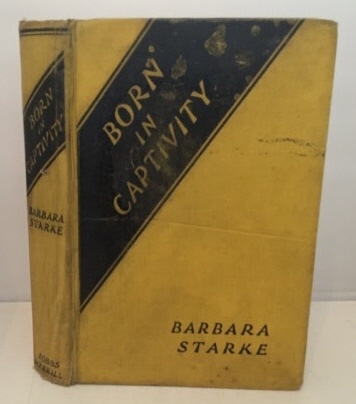 BORN
IN
CAPTIVITY
BARBARA
STARKE
BOBBS
MERRILL
BORN
IN
CAPTIVITY
BARBARA
STARKE